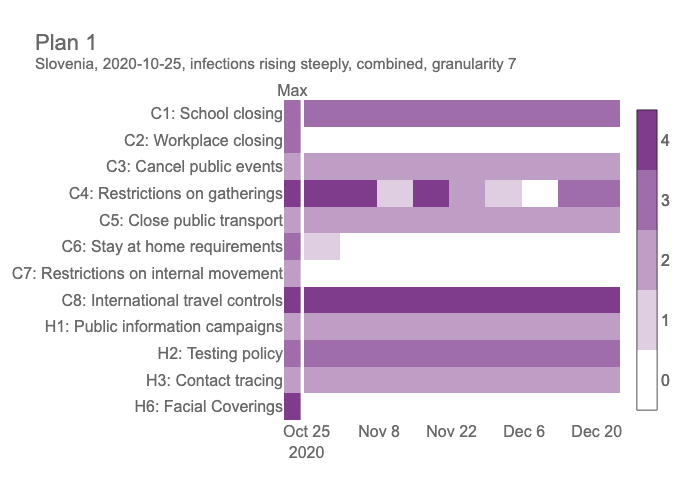 Plan 1
Slovenia, 2020-10-25, infections rising steeply, combined, granularity 7
Max
C1: School closing
C2: Workplace closing
C3: Cancel public events
C4: Restrictions on gatherings
C5: Close public transport
C6: Stay at home requirements
C7: Restrictions on internal movement
C8: International travel controls
H1: Public information campaigns
H2: Testing policy
H3: Contact tracing
H6: Facial Coverings
4
3
2
1
0
Oct 25 Nov 8 Nov 22 Dec 6 Dec 20
2020